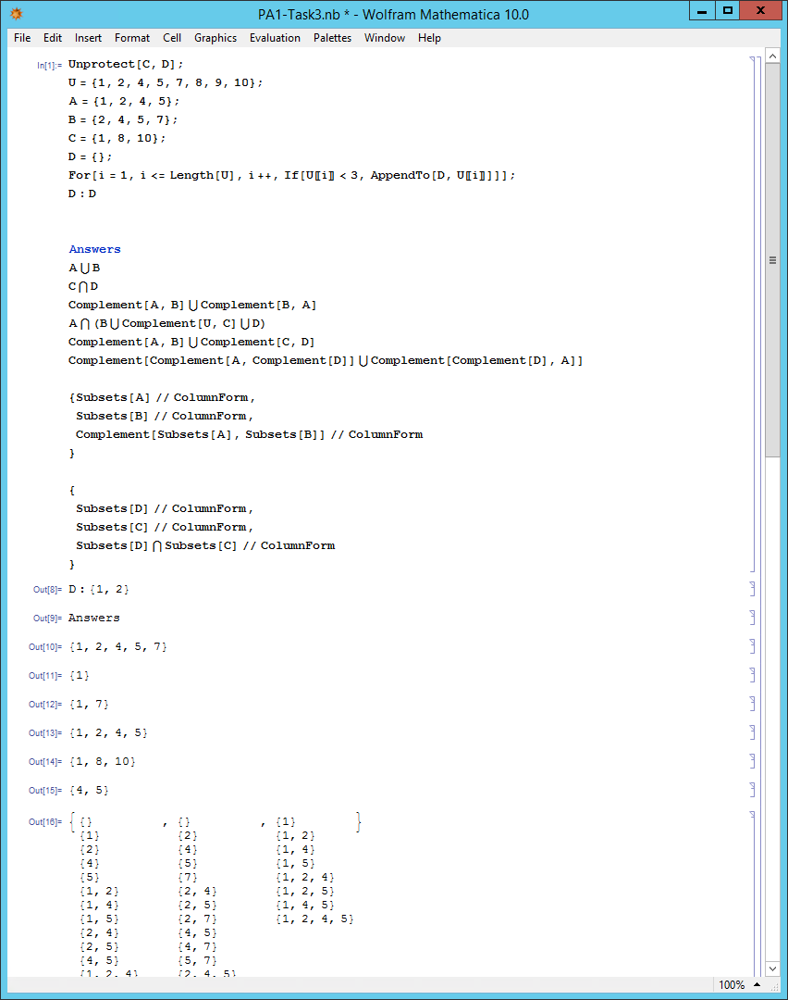 PA1-Task3.nb * - Wolfram Mathematica 10.0
File Edit Insert Format Cell Graphics Evaluation Palettes Window Help
In[1]:= Unprotect[C, D];
U = {1, 2, 4, 5, 7, 8, 9, 10};
A = {1, 2, 4, 5};
B = {2, 4, 5, 7};
C = {1, 8, 10};
D = {};
For[i = 1, i <= Length[U], i++, If[U〚i〛 < 3, AppendTo[D, U〚i〛]]];
D : D
Answers
A ⋃ B
C ⋂ D
Complement[A, B] ⋃ Complement[B, A]
A ⋂ (B ⋃ Complement[U, C] ⋃ D)
Complement[A, B] ⋃ Complement[C, D]
Complement[Complement[A, Complement[D]] ⋃ Complement[Complement[D], A]]
{Subsets[A] // ColumnForm,
Subsets[B] // ColumnForm,
Complement[Subsets[A], Subsets[B]] // ColumnForm
}
{
Subsets[D] // ColumnForm,
Subsets[C] // ColumnForm,
Subsets[D] ⋂ Subsets[C] // ColumnForm
}
Out[8]= D : {1, 2}
Out[9]= Answers
Out[10]= {1, 2, 4, 5, 7}
Out[11]= {1}
Out[12]= {1, 7}
Out[13]= {1, 2, 4, 5}
Out[14]= {1, 8, 10}
Out[15]= {4, 5}
Out[16]= { {} , {} , {1} }
{1} {2} {1, 2}
{2} {4} {1, 4}
{4} {5} {1, 5}
{5} {7} {1, 2, 4}
{1, 2} {2, 4} {1, 2, 5}
{1, 4} {2, 5} {1, 4, 5}
{1, 5} {2, 7} {1, 2, 4, 5}
{2, 4} {4, 5}
{2, 5} {4, 7}
{4, 5} {5, 7}
{1, 2, 4} {2, 4, 5}
100%